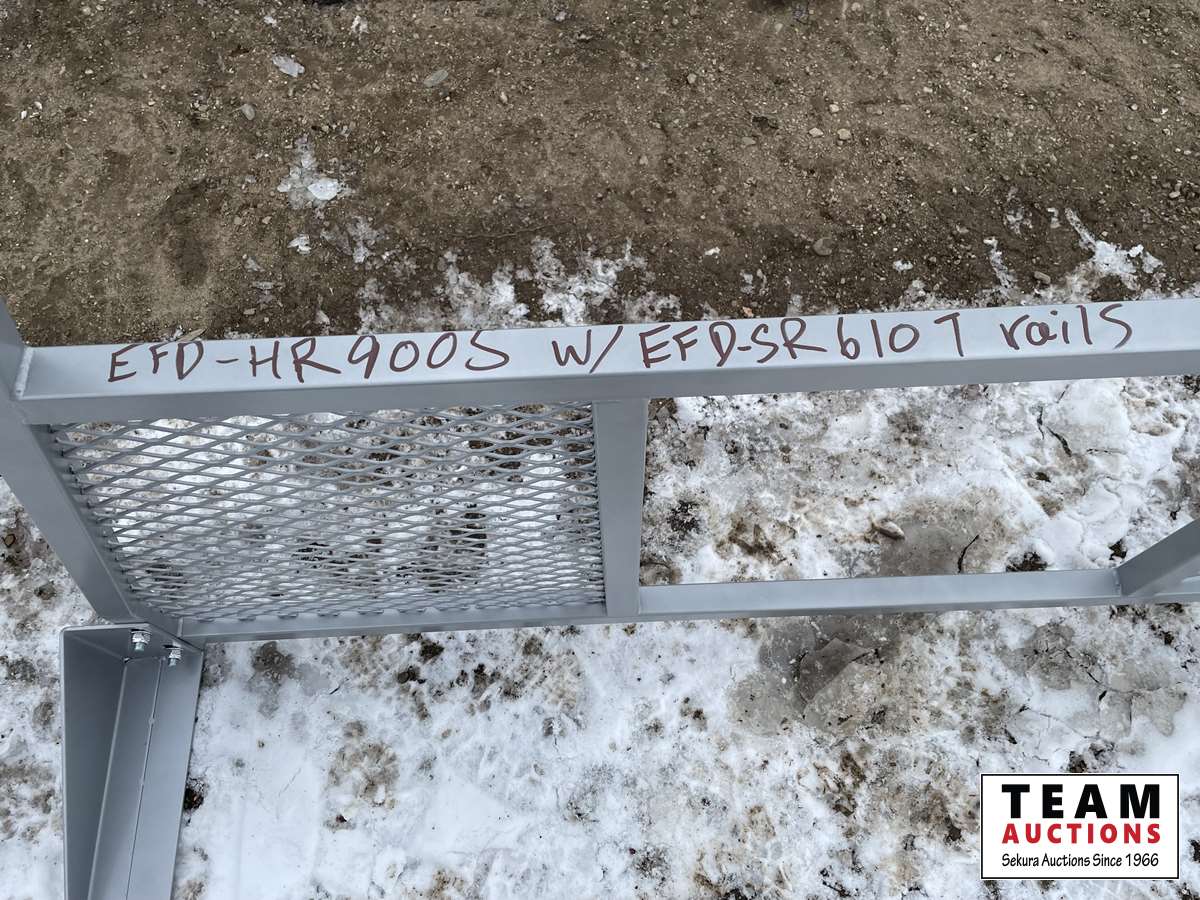 EFD-HR900S W/ EFD-SR610T rails
TEAM
AUCTIONS
Sekura Auctions Since 1966